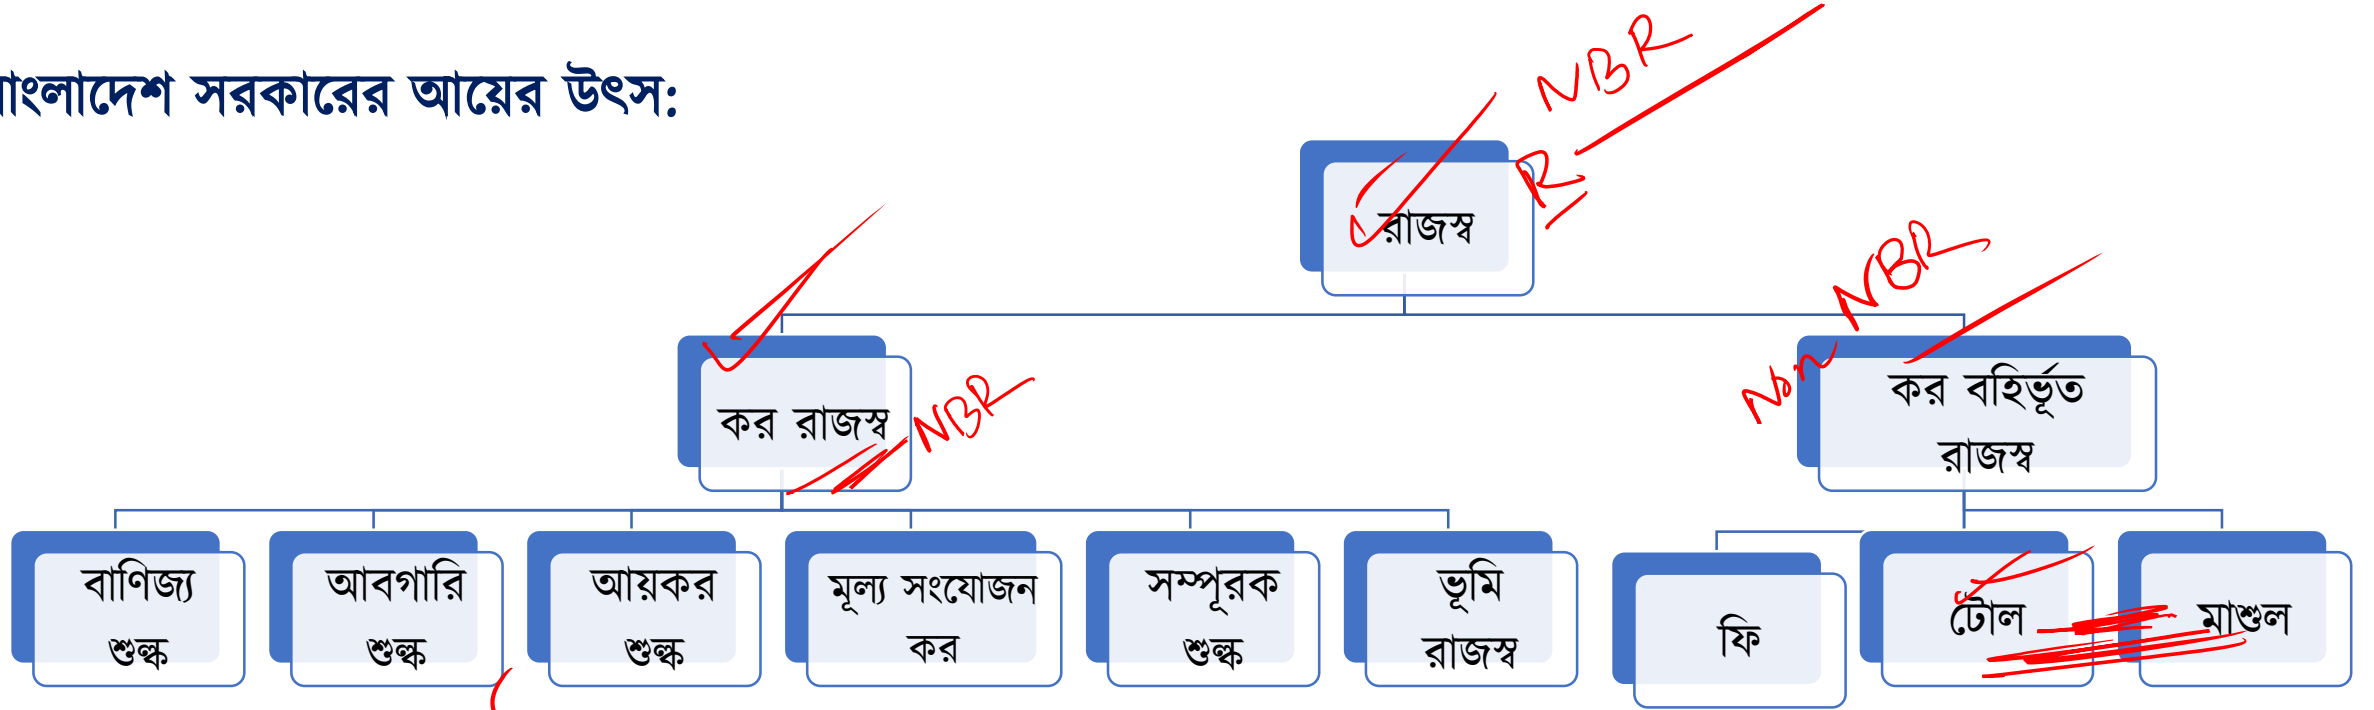 বাংলাদেশ সরকারের আয়ের উৎস:
NBR
R
রাজস্ব
NBR
Non
কর রাজস্ব
NBR
কর বহির্ভূত
রাজস্ব
বাণিজ্য
শুল্ক
আবগারি
শুল্ক
আয়কর
শুল্ক
মূল্য সংযোজন
কর
সম্পূরক
শুল্ক
ভূমি
রাজস্ব
ফি
টোল
মাশুল